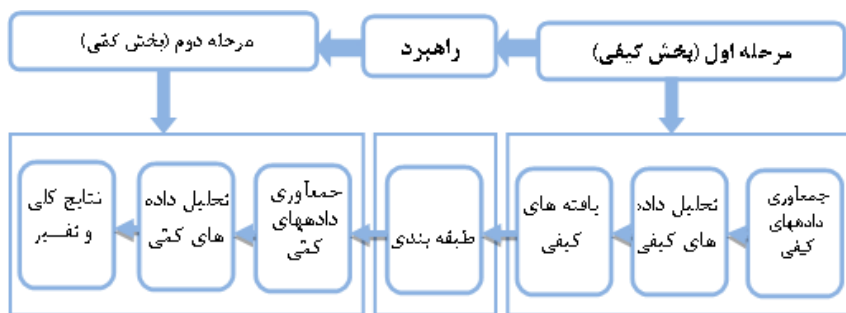 مرحله اول (بخش کیفی)
راهبرد
مرحله دوم (بخش کمّی)
جمعآوری
دادههای
کیفی
تحلیل داده
های کیفی
یافته های
کیفی
طبقه بندی
جمعآوری
دادههای
کمّی
تحلیل داده
های کمّی
نتایج کلی
و تفسیر